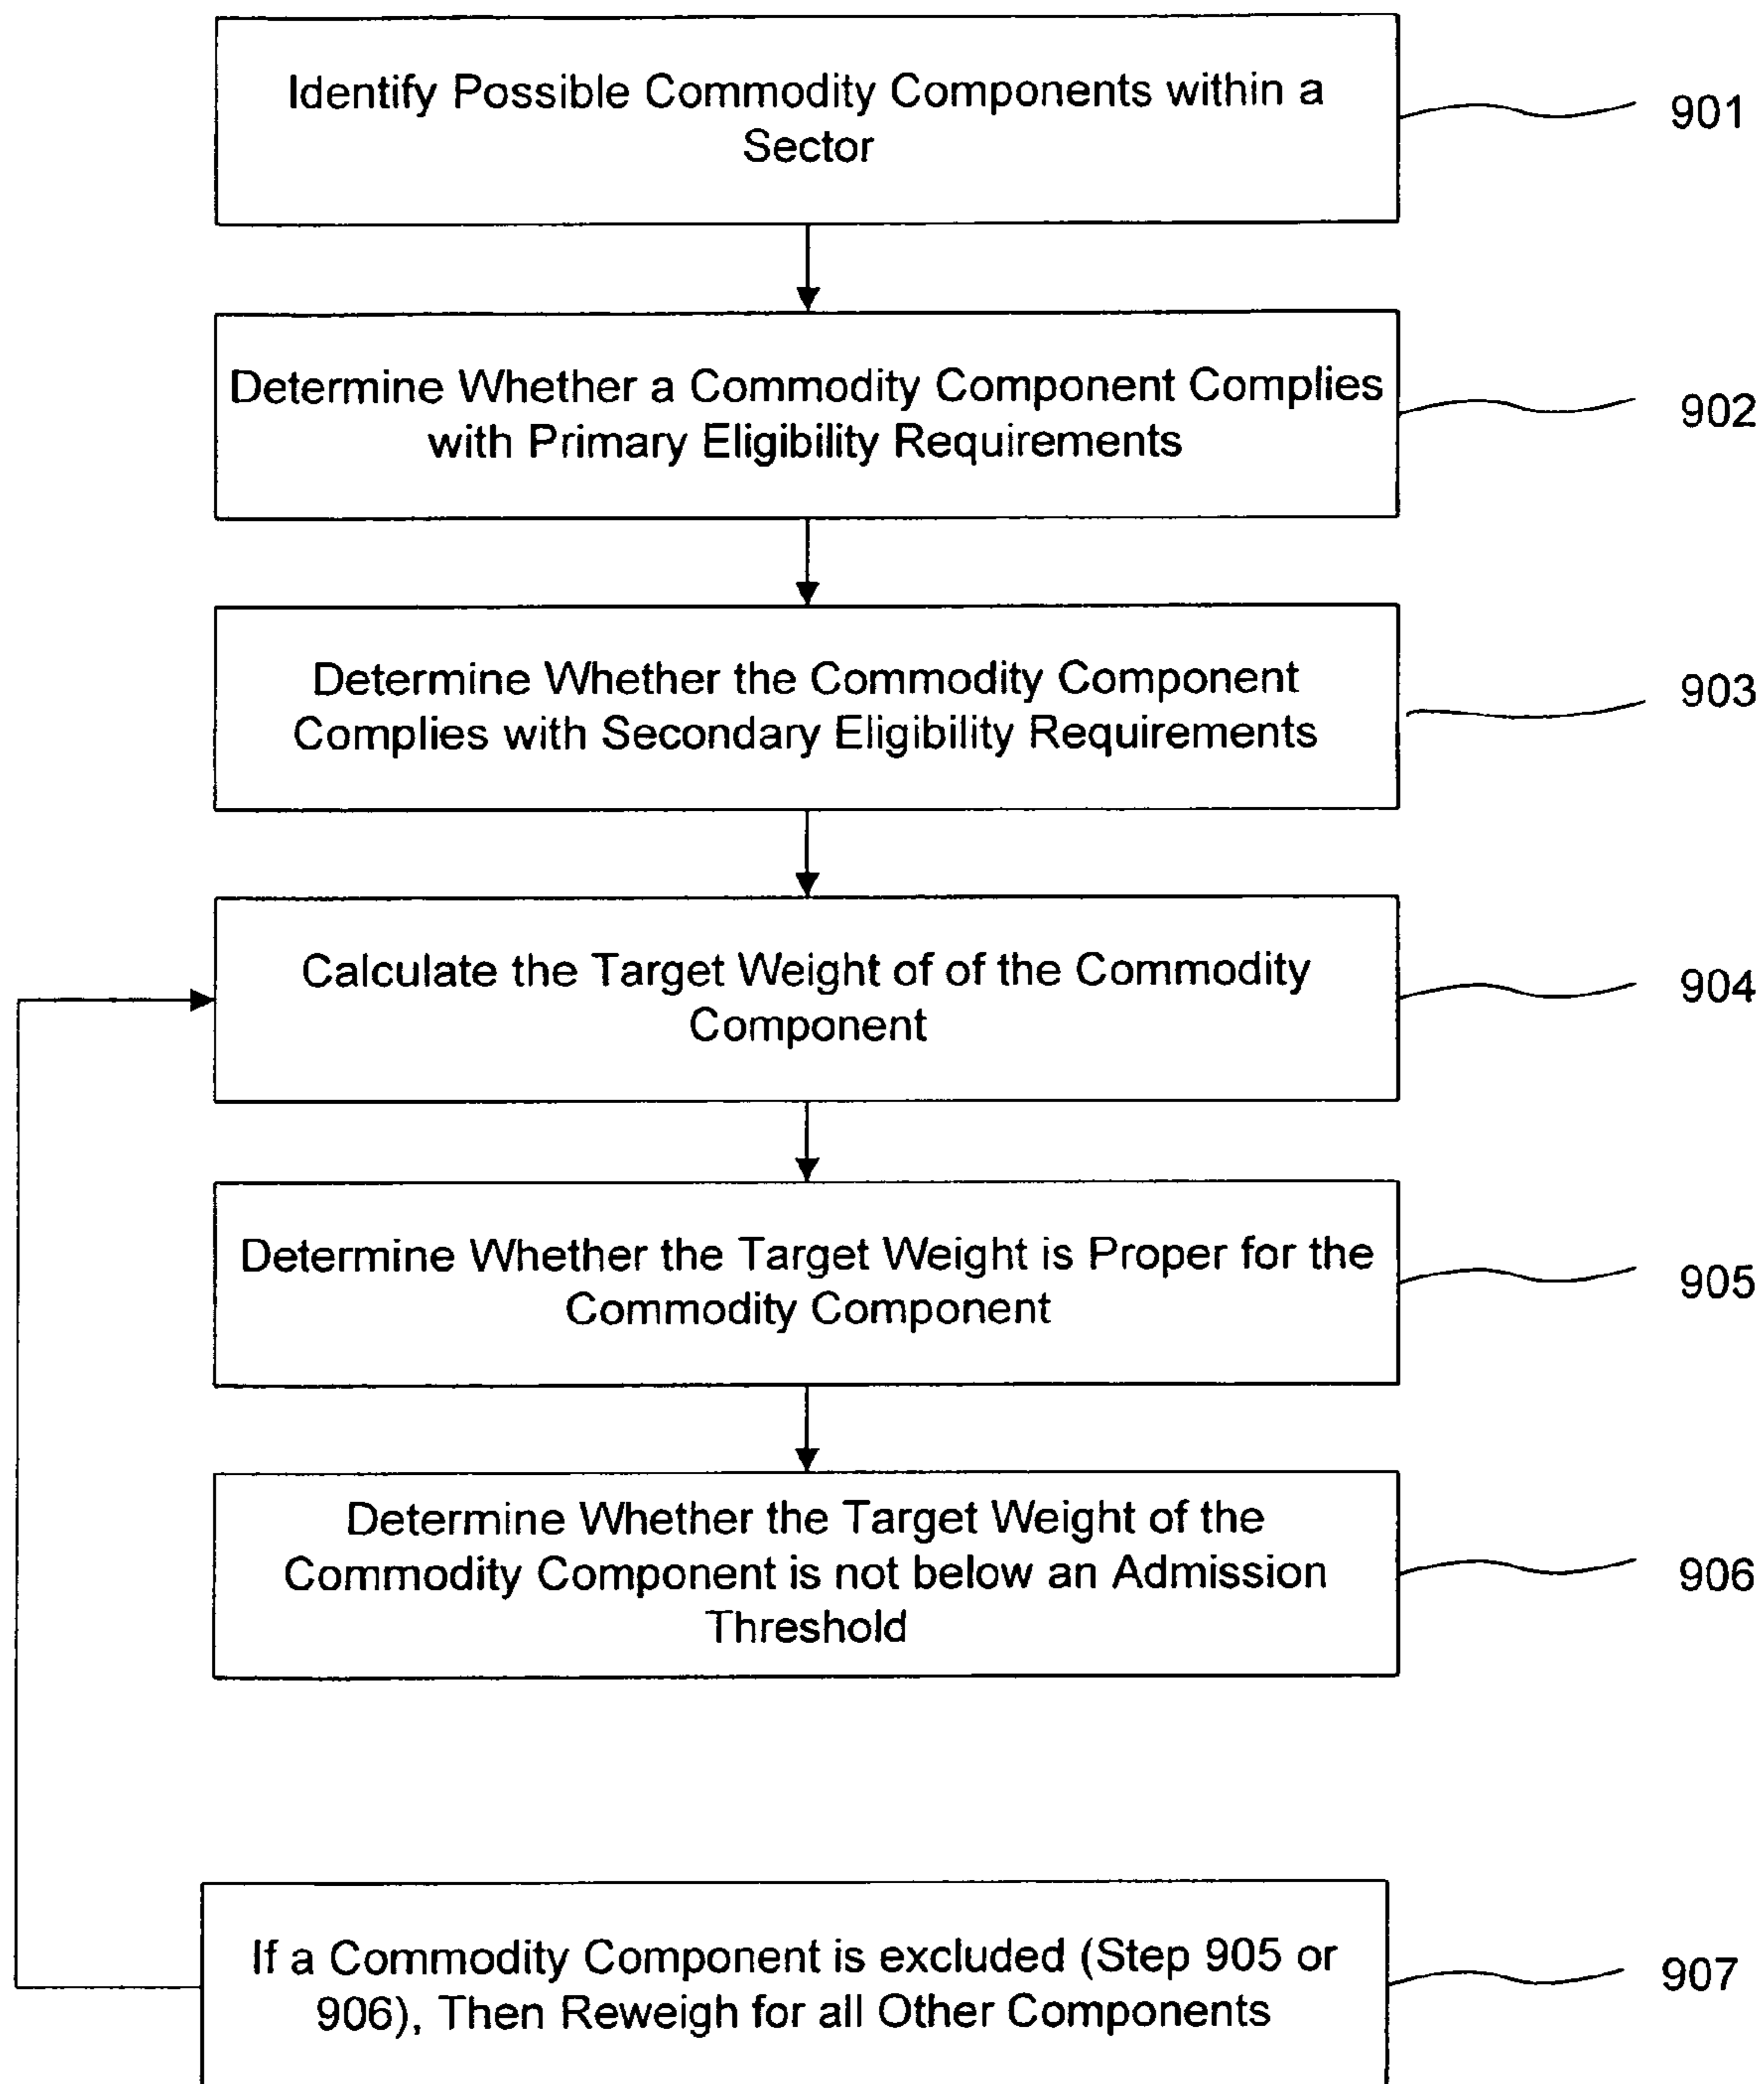 Identify Possible Commodity Components within a
Sector
901
Determine Whether a Commodity Component Complies
with Primary Eligibility Requirements
902
Determine Whether the Commodity Component
Complies with Secondary Eligibility Requirements
903
Calculate the Target Weight of of the Commodity
Component
904
Determine Whether the Target Weight is Proper for the
Commodity Component
905
Determine Whether the Target Weight of the
Commodity Component is not below an Admission
Threshold
906
If a Commodity Component is excluded (Step 905 or
906), Then Reweigh for all Other Components
907